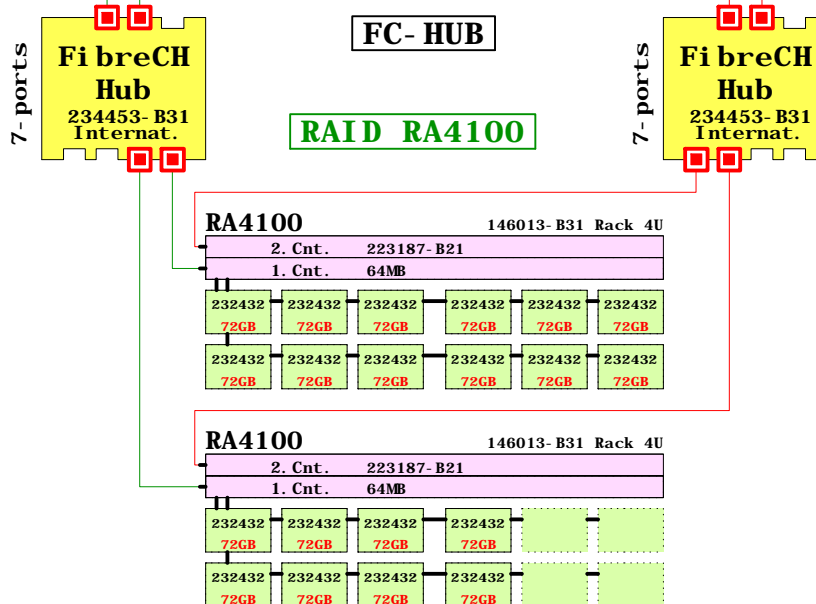 FC-HUB
7-ports
FibreCH
Hub
234453-B31
Internat.
7-ports
FibreCH
Hub
234453-B31
Internat.
RAID RA4100
RA4100 146013-B31 Rack 4U
2. Cnt. 223187-B21
1. Cnt. 64MB
232432 232432 232432 232432 232432 232432
72GB 72GB 72GB 72GB 72GB 72GB
232432 232432 232432 232432 232432 232432
72GB 72GB 72GB 72GB 72GB 72GB
RA4100 146013-B31 Rack 4U
2. Cnt. 223187-B21
1. Cnt. 64MB
232432 232432 232432 232432
72GB 72GB 72GB 72GB
232432 232432 232432 232432
72GB 72GB 72GB 72GB